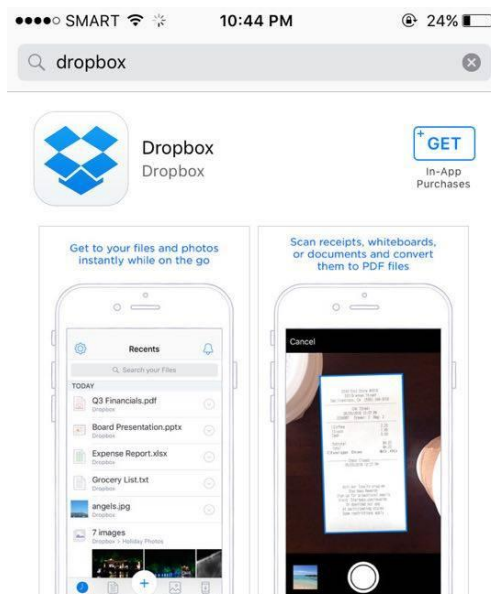 SMART 10:44 PM 24%
dropbox
Dropbox
Dropbox
+ GET
In-App
Purchases
Get to your files and photos
instantly while on the go
Recents
Search your Files
TODAY
Q3 Financials.pdf
Dropbox
Board Presentation.pptx
Dropbox
Expense Report.xlsx
Dropbox
Grocery List.txt
Dropbox
angels.jpg
Dropbox
7 images
Dropbox > Holiday Photos
Scan receipts, whiteboards,
or documents and convert
them to PDF files
Cancel